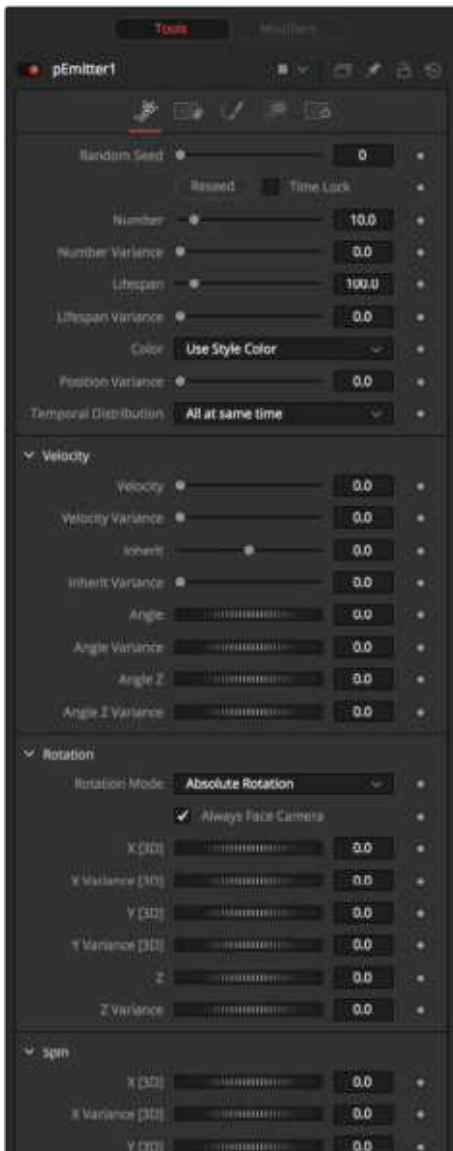 Tools Modifiers
pEmitter1
Random Seed 0
Reseed Time Lock
Number 10.0
Number Variance 0.0
Lifespan 100.0
Lifespan Variance 0.0
Color Use Style Color
Position Variance 0.0
Temporal Distribution All at same time
Velocity
Velocity 0.0
Velocity Variance 0.0
Inherit 0.0
Inherit Variance 0.0
Angle 0.0
Angle Variance 0.0
Angle Z 0.0
Angle Z Variance 0.0
Rotation
Rotation Mode Absolute Rotation
Always Face Camera
X [3D] 0.0
X Variance [3D] 0.0
Y [3D] 0.0
Y Variance [3D] 0.0
Z 0.0
Z Variance 0.0
Spin
X [3D] 0.0
X Variance [3D] 0.0
Y [3D] 0.0